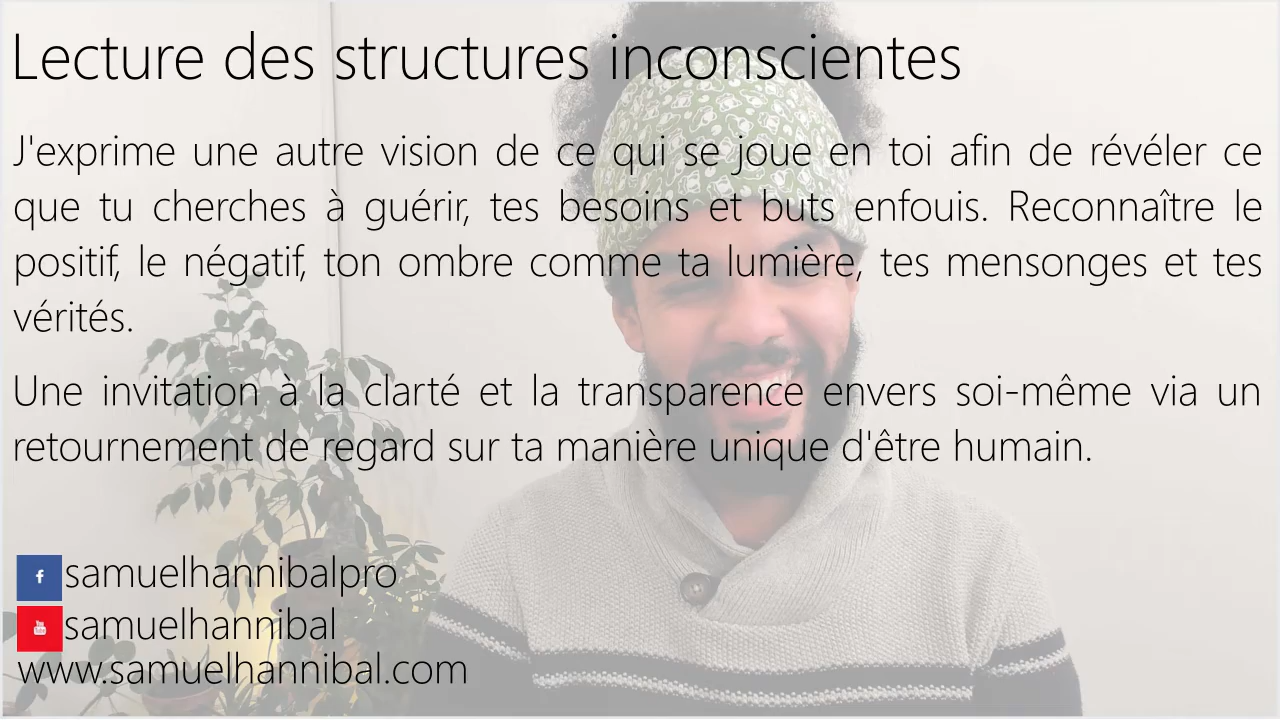 Lecture des structures inconscientes
J'exprime une autre vision de ce qui se joue en toi afin de révéler ce
que tu cherches à guérir, tes besoins et buts enfouis. Reconnaître le
positif, le négatif, ton ombre comme ta lumière, tes mensonges et tes
vérités.
Une invitation à la clarté et la transparence envers soi-même via un
retournement de regard sur ta manière unique d'être humain.
f samuelhannibalpro
samuelhannibal
www.samuelhannibal.com